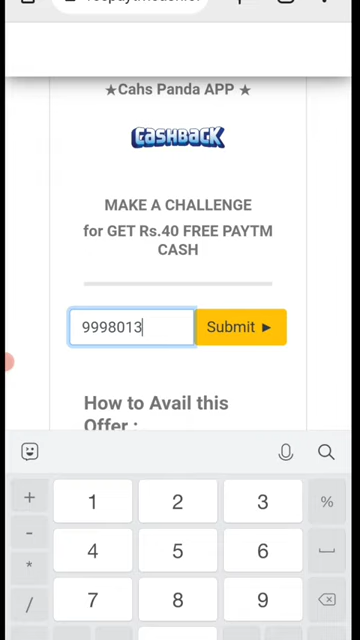 ★Cahs Panda APP ★
CASHBACK
MAKE A CHALLENGE
for GET Rs.40 FREE PAYTM
CASH
9998013 Submit ►
How to Avail this
Offer :
+ 1 2 3 %
- 4 5 6
*
/ 7 8 9